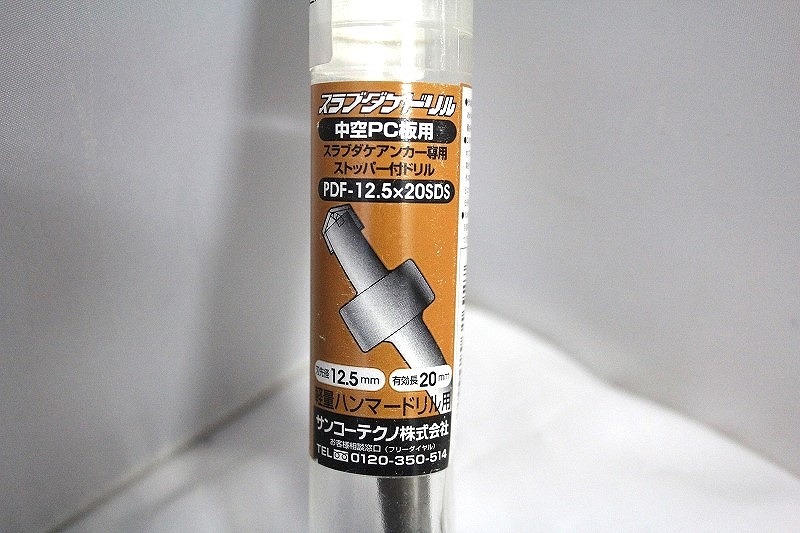 スラブダケドリル
中空PC板用
スラブダケアンカー専用
ストッパー付ドリル
PDF-12.5×20SDS
刃先径 12.5mm
有効長 20mm
軽量ハンマードリル用
サンコーテクノ株式会社
お客様相談窓口(フリーダイヤル)
TEL 0120-350-514